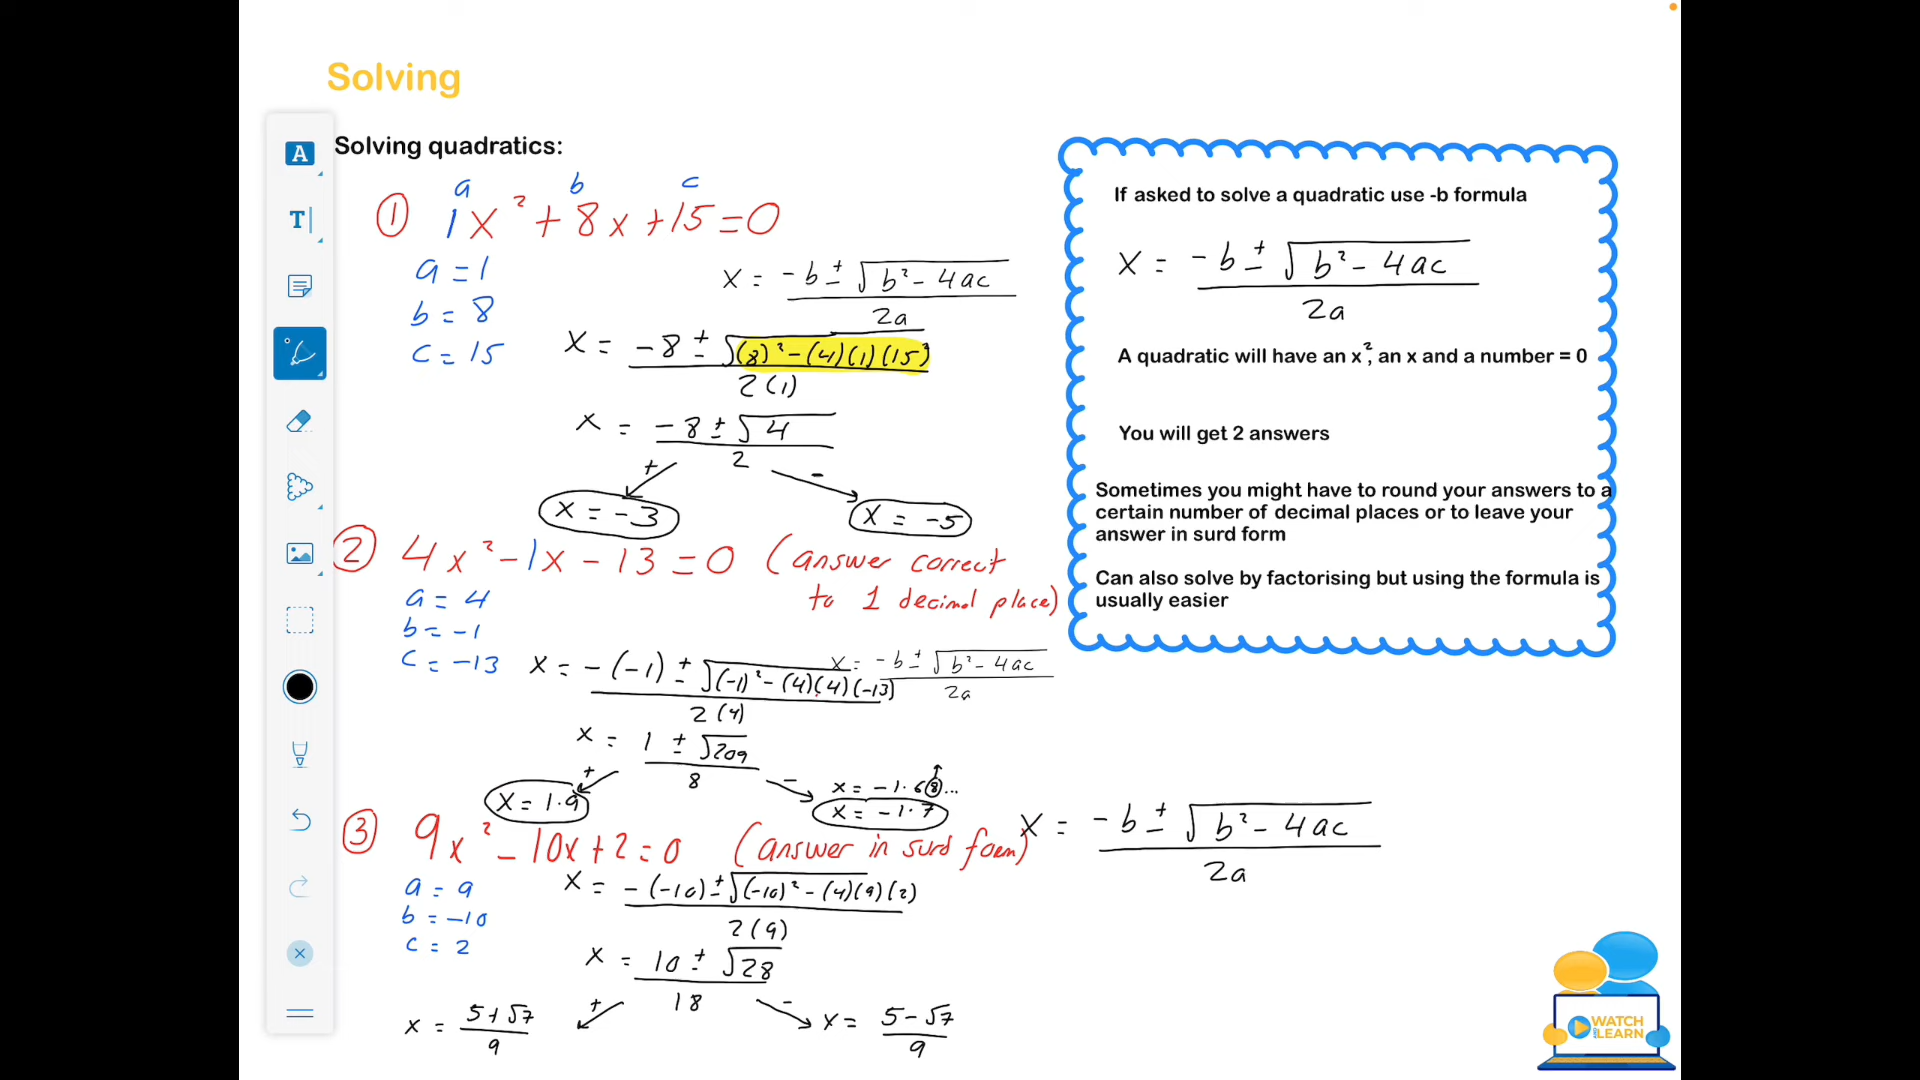 Solving
Solving quadratics:
a b c
① 1x² + 8x + 15 = 0
a = 1
b = 8
c = 15
x = -b ± √b² - 4ac
2a
x = -8 ± √(8)² - (4)(1)(15)
2(1)
x = -8 ± √4
2
+ -
x = -3
x = -5
② 4x² - 1x - 13 = 0 (answer correct
to 1 decimal place)
a = 4
b = -1
c = -13
x = -b ± √b² - 4ac
2a
x = -(-1) ± √(-1)² - (4)(4)(-13)
2(4)
x = 1 ± √209
8
+ -
x = 1.9
x = -1.68...
x = -1.7
③ 9x² - 10x + 2 = 0 (answer in surd form)
a = 9
b = -10
c = 2
x = -(-10) ± √(-10)² - (4)(9)(2)
2(9)
x = 10 ± √28
18
+ -
x = 5 + √7
9
x = 5 - √7
9
x = -b ± √b² - 4ac
2a
If asked to solve a quadratic use -b formula
x = -b ± √b² - 4ac
2a
A quadratic will have an x², an x and a number = 0
You will get 2 answers
Sometimes you might have to round your answers to a
certain number of decimal places or to leave your
answer in surd form
Can also solve by factorising but using the formula is
usually easier
A
T
WATCH
LEARN